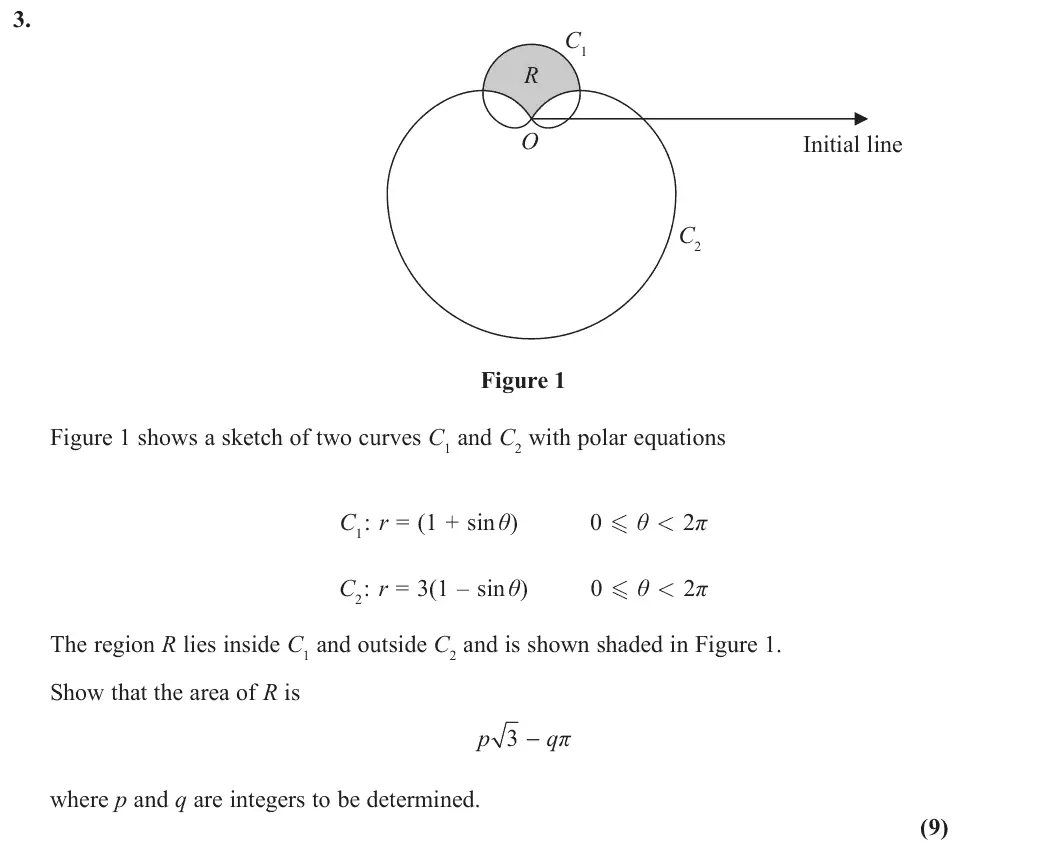 3.
C₁
R
O
Initial line
C₂
Figure 1
Figure 1 shows a sketch of two curves C₁ and C₂ with polar equations
C₁: r = (1 + sinθ) 0 ⩽ θ < 2π
C₂: r = 3(1 – sinθ) 0 ⩽ θ < 2π
The region R lies inside C₁ and outside C₂ and is shown shaded in Figure 1.
Show that the area of R is
p√3 – qπ
where p and q are integers to be determined.
(9)